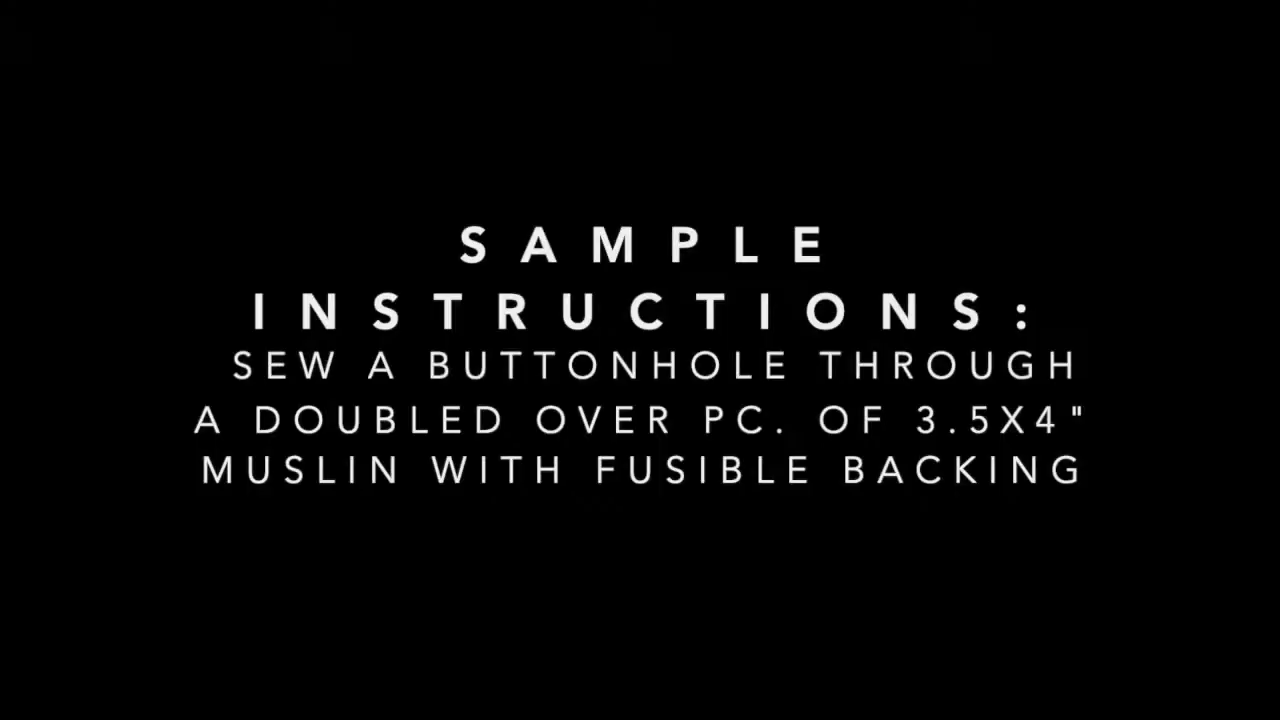 SAMPLE
INSTRUCTIONS:
SEW A BUTTONHOLE THROUGH
A DOUBLED OVER PC. OF 3.5X4"
MUSLIN WITH FUSIBLE BACKING